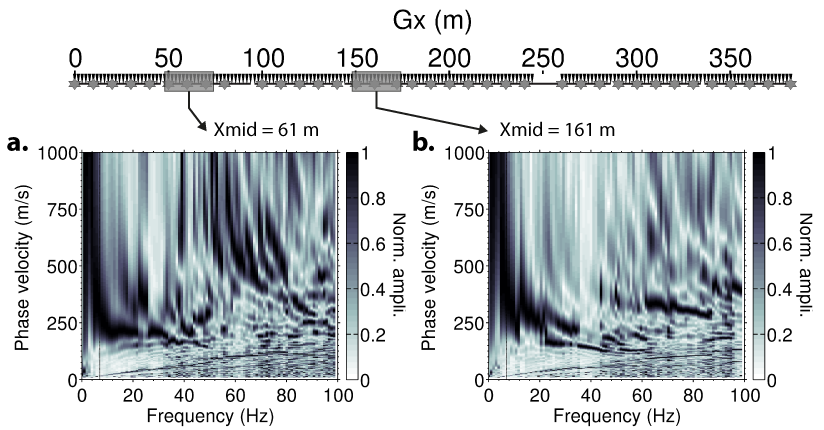 Gx (m)
0 50 100 150 200 250 300 350
Xmid = 61 m
Xmid = 161 m
a.
b.
1000
750
500
250
0
Phase velocity (m/s)
0 20 40 60 80 100
Frequency (Hz)
1
0.8
0.6
0.4
0.2
0
Norm. ampli.
1000
750
500
250
0
Phase velocity (m/s)
0 20 40 60 80 100
Frequency (Hz)
1
0.8
0.6
0.4
0.2
0
Norm. ampli.